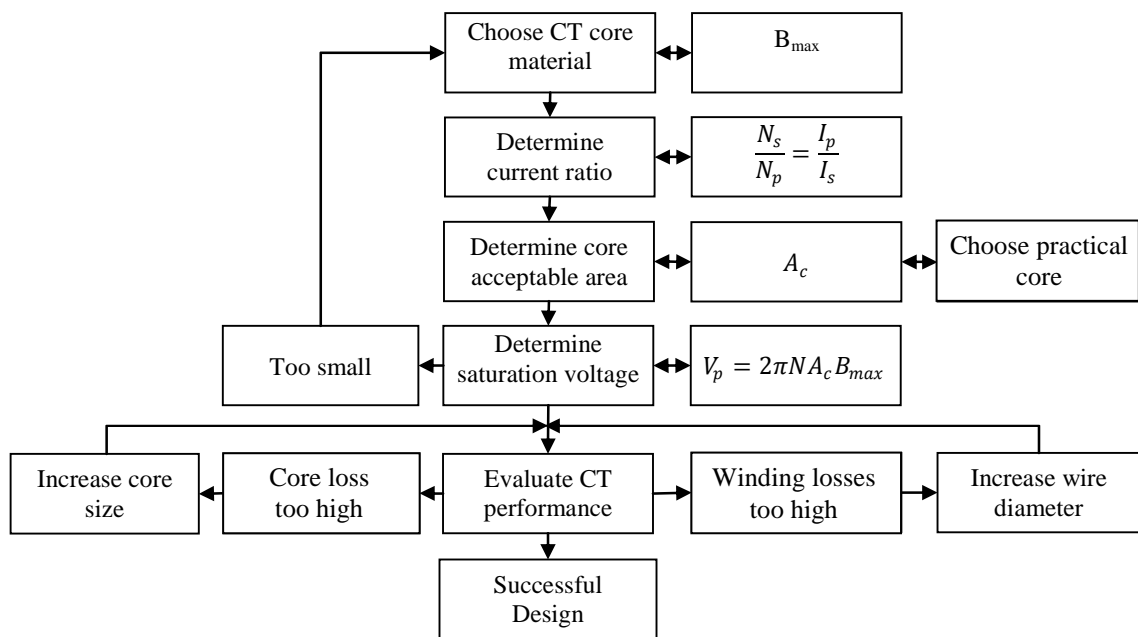 Choose CT core
material
B_max
Determine
current ratio
N_s/N_p = I_p/I_s
Determine core
acceptable area
A_c
Choose practical
core
Too small
Determine
saturation voltage
V_p = 2πNA_cB_max
Increase core
size
Core loss
too high
Evaluate CT
performance
Winding losses
too high
Increase wire
diameter
Successful
Design